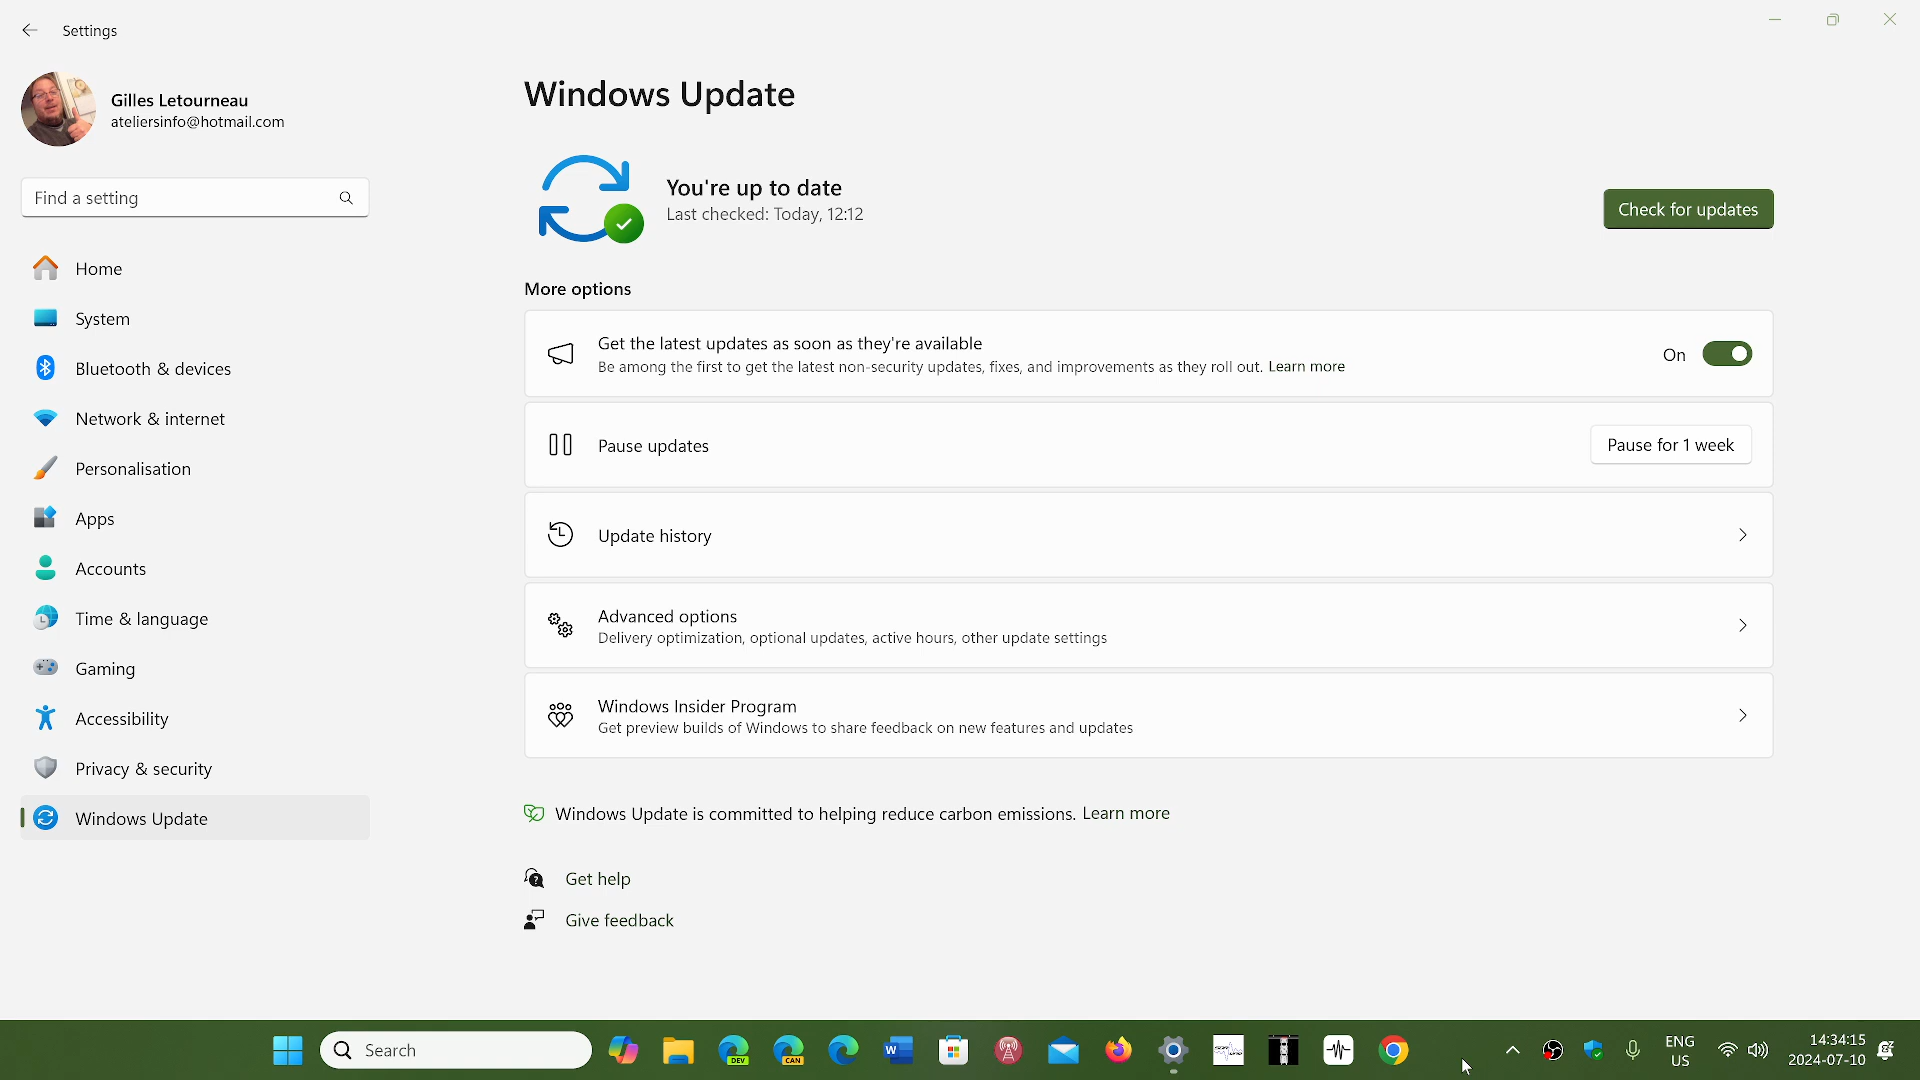 Settings
Gilles Letourneau
ateliersinfo@hotmail.com
Find a setting
Home
System
Bluetooth & devices
Network & internet
Personalisation
Apps
Accounts
Time & language
Gaming
Accessibility
Privacy & security
Windows Update
Windows Update
You're up to date
Last checked: Today, 12:12
Check for updates
More options
Get the latest updates as soon as they're available
Be among the first to get the latest non-security updates, fixes, and improvements as they roll out. Learn more
On
Pause updates
Pause for 1 week
Update history
Advanced options
Delivery optimization, optional updates, active hours, other update settings
Windows Insider Program
Get preview builds of Windows to share feedback on new features and updates
Windows Update is committed to helping reduce carbon emissions. Learn more
Get help
Give feedback
Search
DEV
CAN
W
ENG
US
14:34:15
2024-07-10